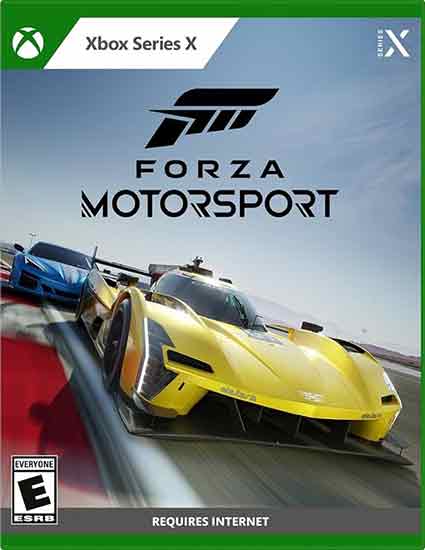 Xbox Series X
SERIES X
FORZA
MOTORSPORT
EVERYONE
E
ESRB
REQUIRES INTERNET